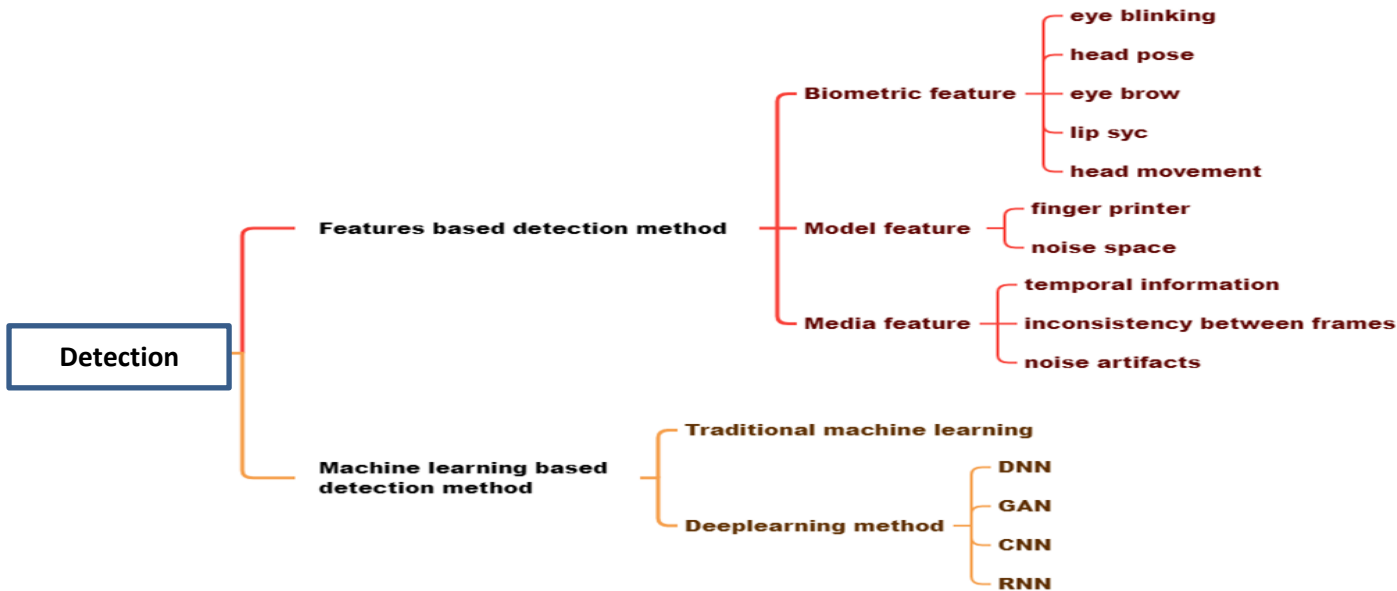 eye blinking
head pose
Biometric feature
eye brow
lip syc
head movement
finger printer
Features based detection method
Model feature
noise space
temporal information
Media feature
inconsistency between frames
noise artifacts
Detection
Traditional machine learning
Machine learning based
detection method
DNN
GAN
Deeplearning method
CNN
RNN